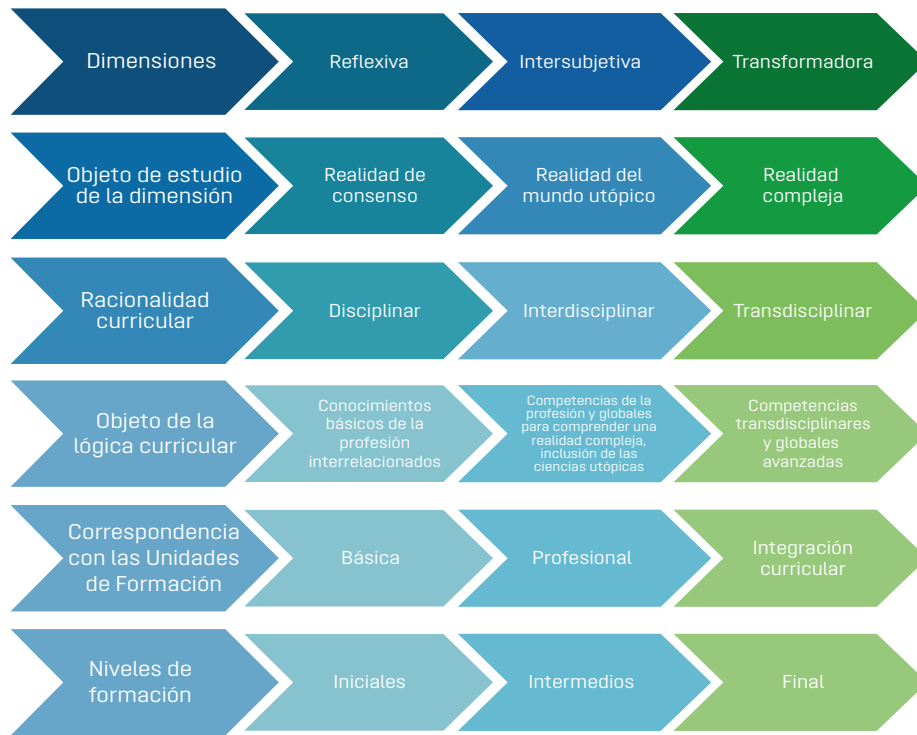 Dimensiones
Reflexiva
Intersubjetiva
Transformadora
Objeto de estudio
de la dimensión
Realidad de
consenso
Realidad del
mundo utópico
Realidad
compleja
Racionalidad
curricular
Disciplinar
Interdisciplinar
Transdisciplinar
Objeto de la
lógica curricular
Conocimientos
básicos de la
profesión
interrelacionados
Competencias de la
profesión y globales
para comprender una
realidad compleja,
inclusión de las
ciencias utópicas
Competencias
transdisciplinares
y globales
avanzadas
Correspondencia
con las Unidades
de Formación
Básica
Profesional
Integración
curricular
Niveles de
formación
Iniciales
Intermedios
Final